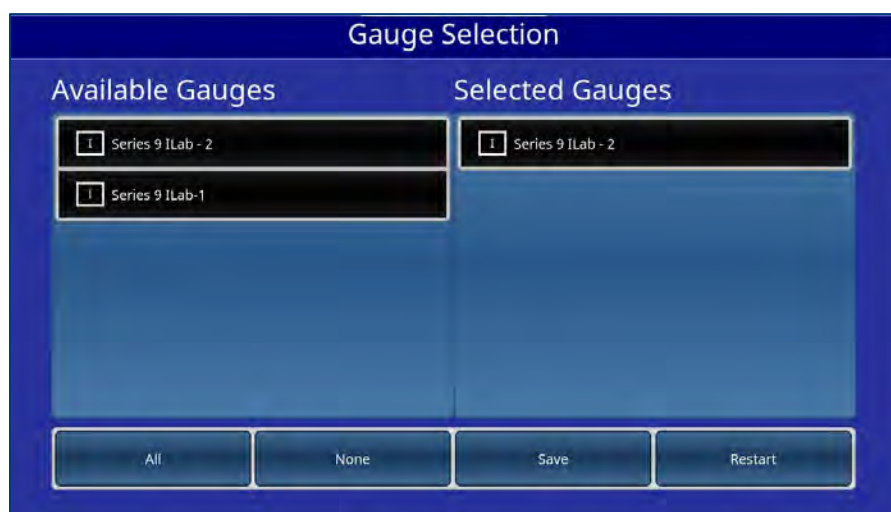 Gauge Selection
Available Gauges
Selected Gauges
I Series 9 ILab - 2
I Series 9 ILab - 2
I Series 9 ILab-1
All
None
Save
Restart